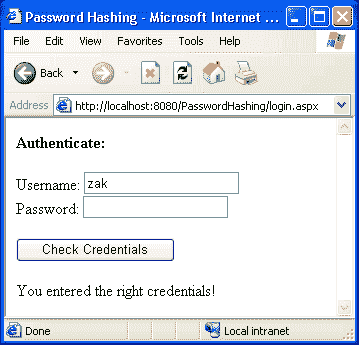 Password Hashing - Microsoft Internet ...
File Edit View Favorites Tools Help
Back
Address http://localhost:8080/PasswordHashing/login.aspx
Authenticate:
Username: zak
Password:
Check Credentials
You entered the right credentials!
Done Local intranet